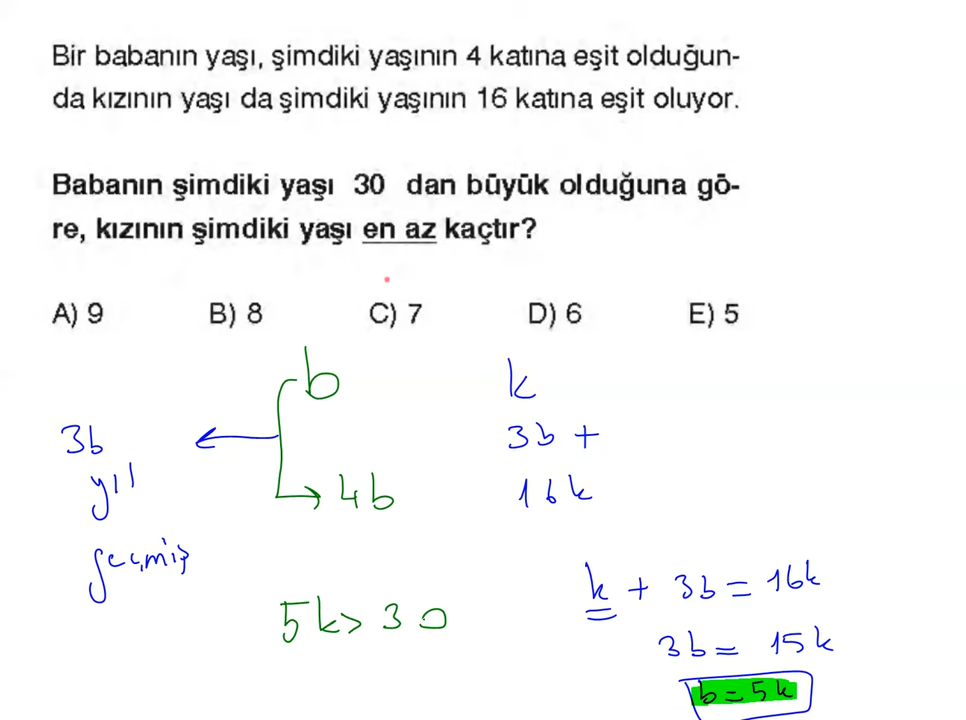 Bir babanın yaşı, şimdiki yaşının 4 katına eşit olduğun-
da kızının yaşı da şimdiki yaşının 16 katına eşit oluyor.
Babanın şimdiki yaşı 30 dan büyük olduğuna gö-
re, kızının şimdiki yaşı en az kaçtır?
A) 9 B) 8 C) 7 D) 6 E) 5
b k
3b 3b +
yıl → 4b 16k
geçmiş
k + 3b = 16k
5k > 30
3b = 15k
b = 5k